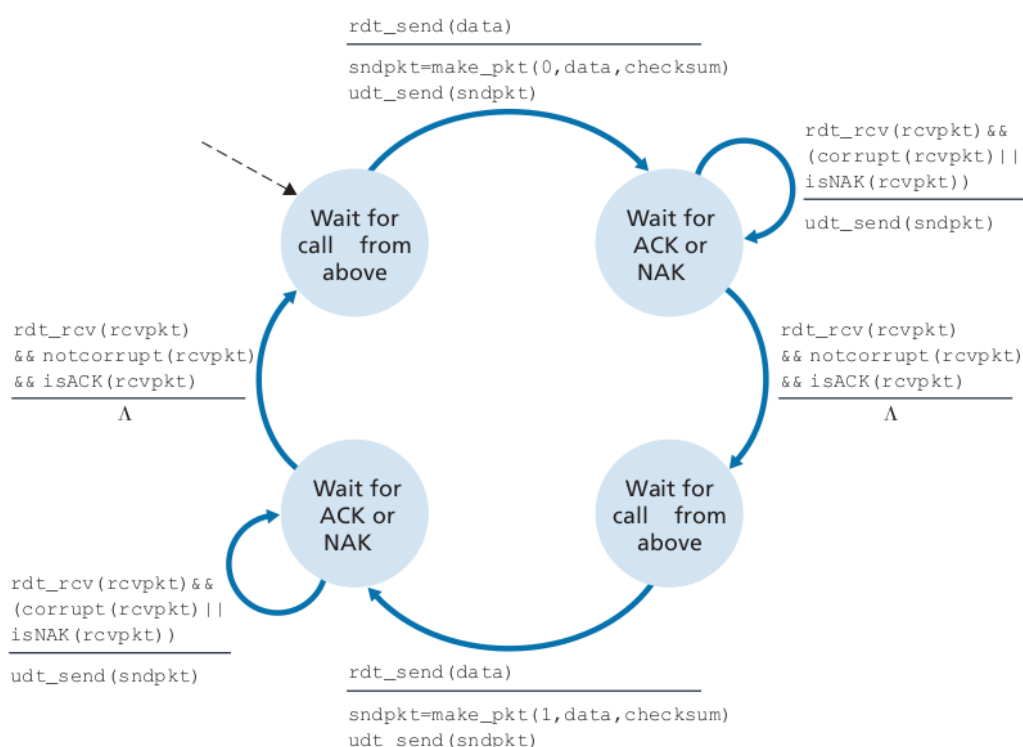 rdt_send(data)
sndpkt=make_pkt(0,data,checksum)
udt_send(sndpkt)
rdt_rcv(rcvpkt)&&
(corrupt(rcvpkt)||
isNAK(rcvpkt))
udt_send(sndpkt)
Wait for
call from
above
Wait for
ACK or
NAK
rdt_rcv(rcvpkt)
&& notcorrupt(rcvpkt)
&& isACK(rcvpkt)
Λ
rdt_rcv(rcvpkt)
&& notcorrupt(rcvpkt)
&& isACK(rcvpkt)
Λ
Wait for
ACK or
NAK
Wait for
call from
above
rdt_rcv(rcvpkt)&&
(corrupt(rcvpkt)||
isNAK(rcvpkt))
udt_send(sndpkt)
rdt_send(data)
sndpkt=make_pkt(1,data,checksum)
udt_send(sndpkt)